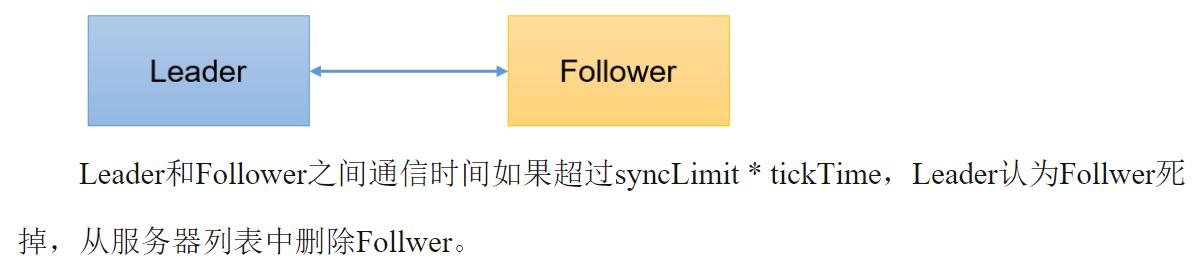 Leader
Follower
Leader和Follower之间通信时间如果超过syncLimit * tickTime，Leader认为Follwer死
掉，从服务器列表中删除Follwer。